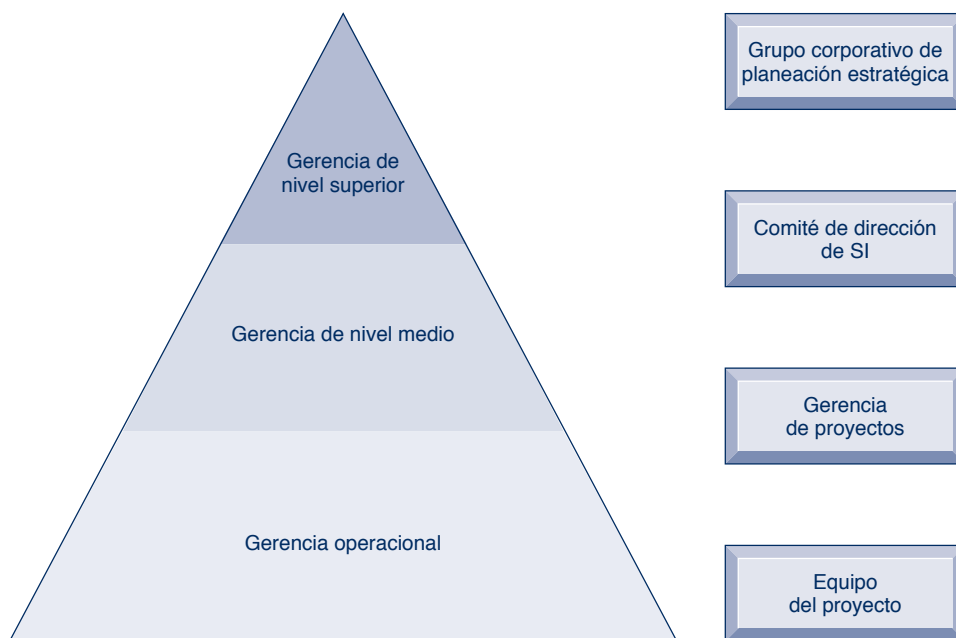 Grupo corporativo de
planeación estratégica
Gerencia de
nivel superior
Comité de dirección
de SI
Gerencia de nivel medio
Gerencia
de proyectos
Gerencia operacional
Equipo
del proyecto